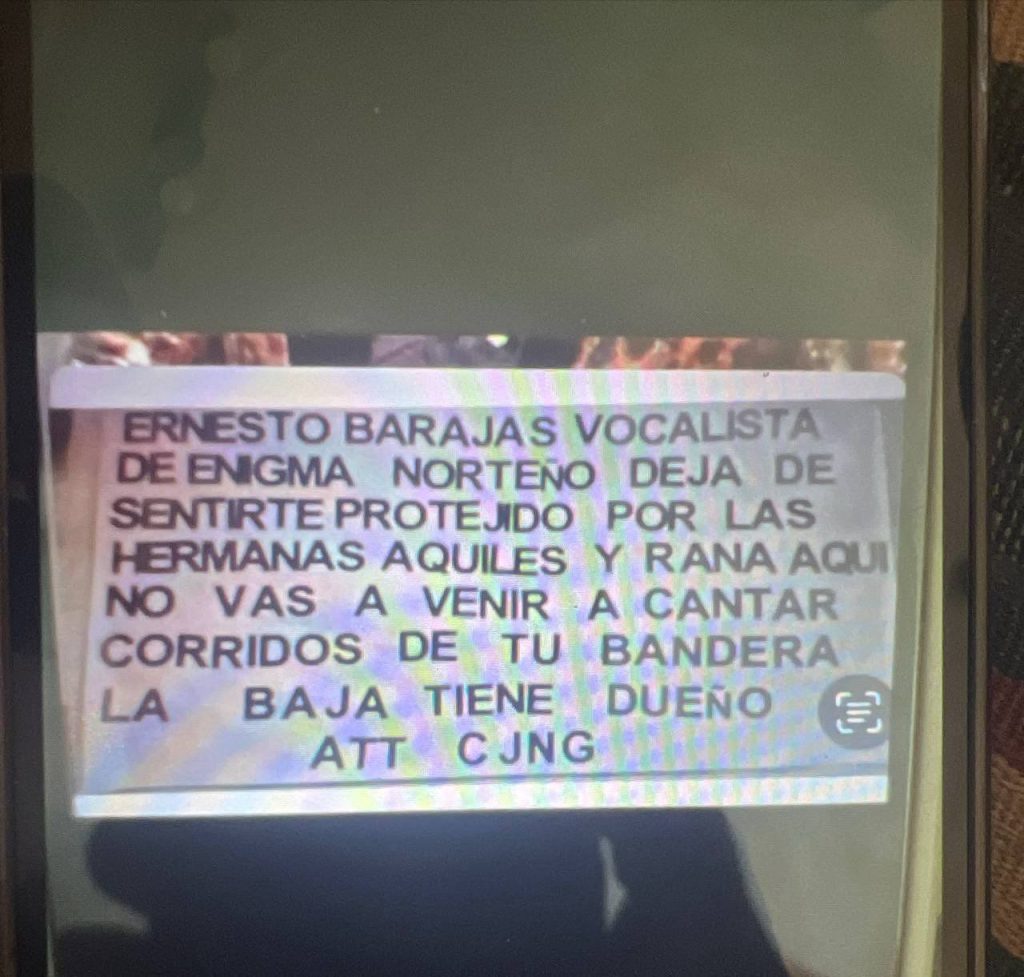 ERNESTO BARAJAS VOCALISTA
DE ENIGMA NORTEÑO DEJA DE
SENTIRTE PROTEJIDO POR LAS
HERMANAS AQUILES Y RANA AQUI
NO VAS A VENIR A CANTAR
CORRIDOS DE TU BANDERA
LA BAJA TIENE DUEÑO
ATT CJNG